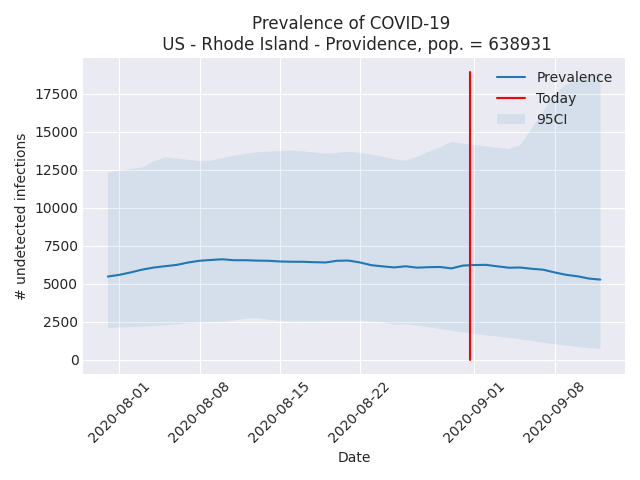 Prevalence of COVID-19
US - Rhode Island - Providence, pop. = 638931
Prevalence
Today
95CI
17500
15000
12500
10000
7500
5000
2500
0
# undetected infections
2020-08-01
2020-08-08
2020-08-15
2020-08-22
2020-09-01
2020-09-08
Date